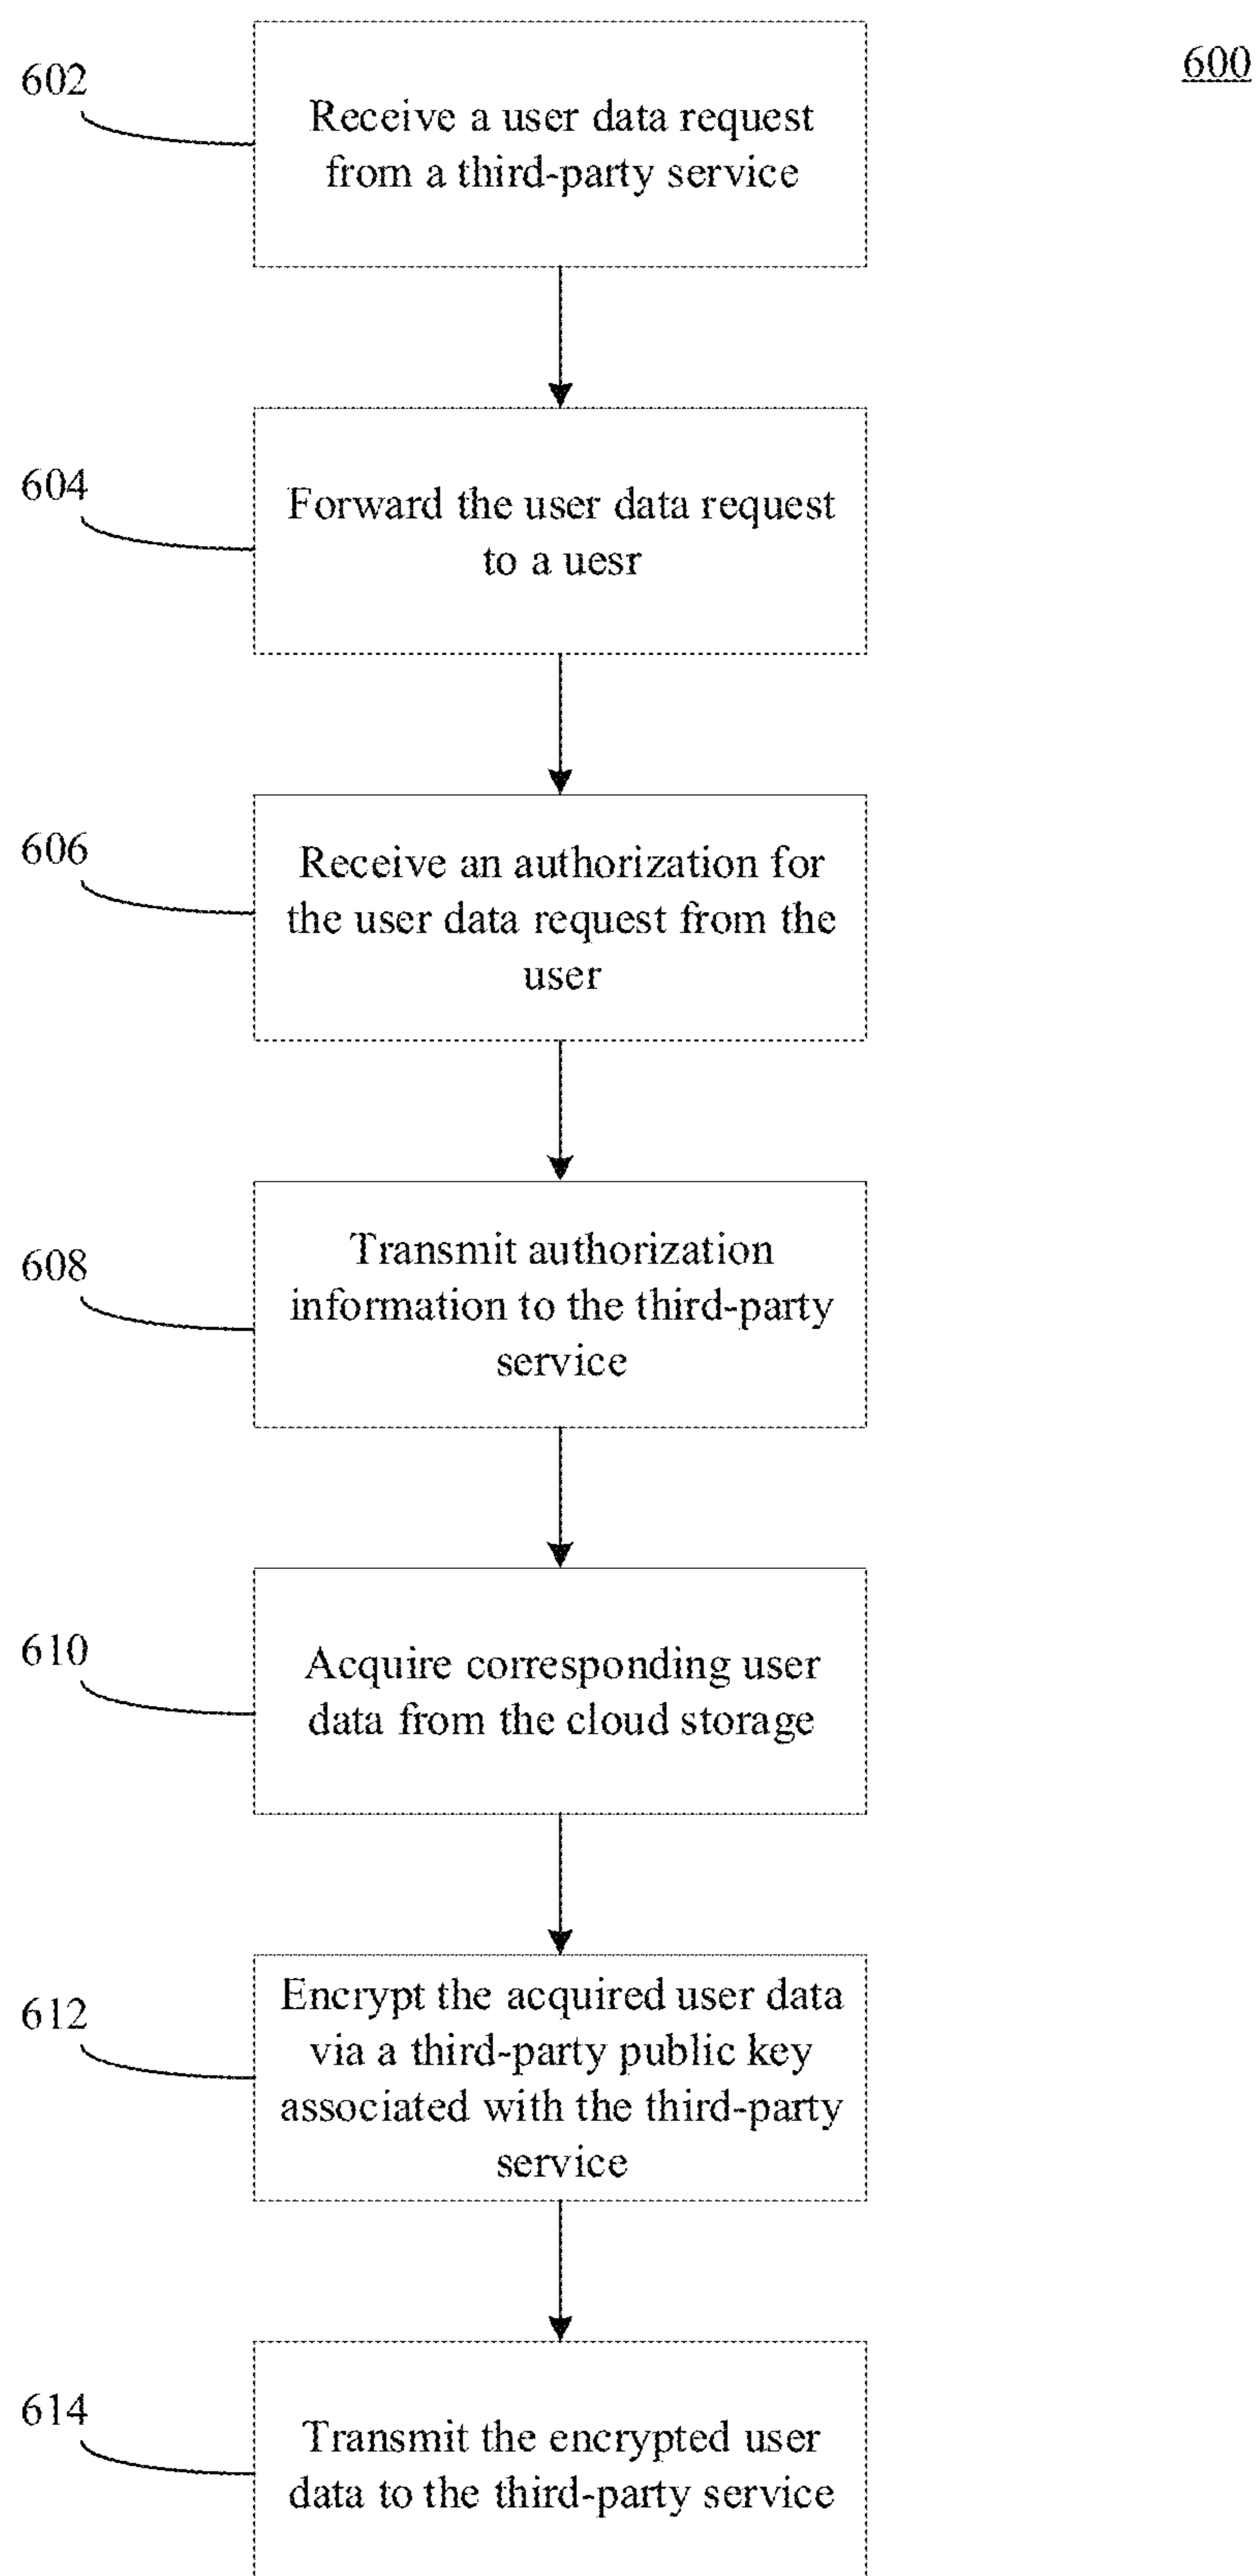 600
602
Receive a user data request
from a third-party service
604
Forward the user data request
to a uesr
606
Receive an authorization for
the user data request from the
user
608
Transmit authorization
information to the third-party
service
610
Acquire corresponding user
data from the cloud storage
612
Encrypt the acquired user data
via a third-party public key
associated with the third-party
service
614
Transmit the encrypted user
data to the third-party service